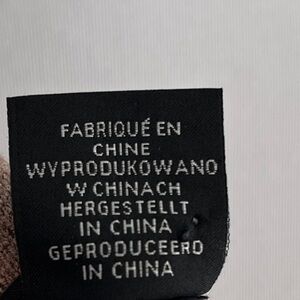 FABRIQUÉ EN
CHINE
WYPRODUKOWANO
W CHINACH
HERGESTELLT
IN CHINA
GEPRODUCEERD
IN CHINA